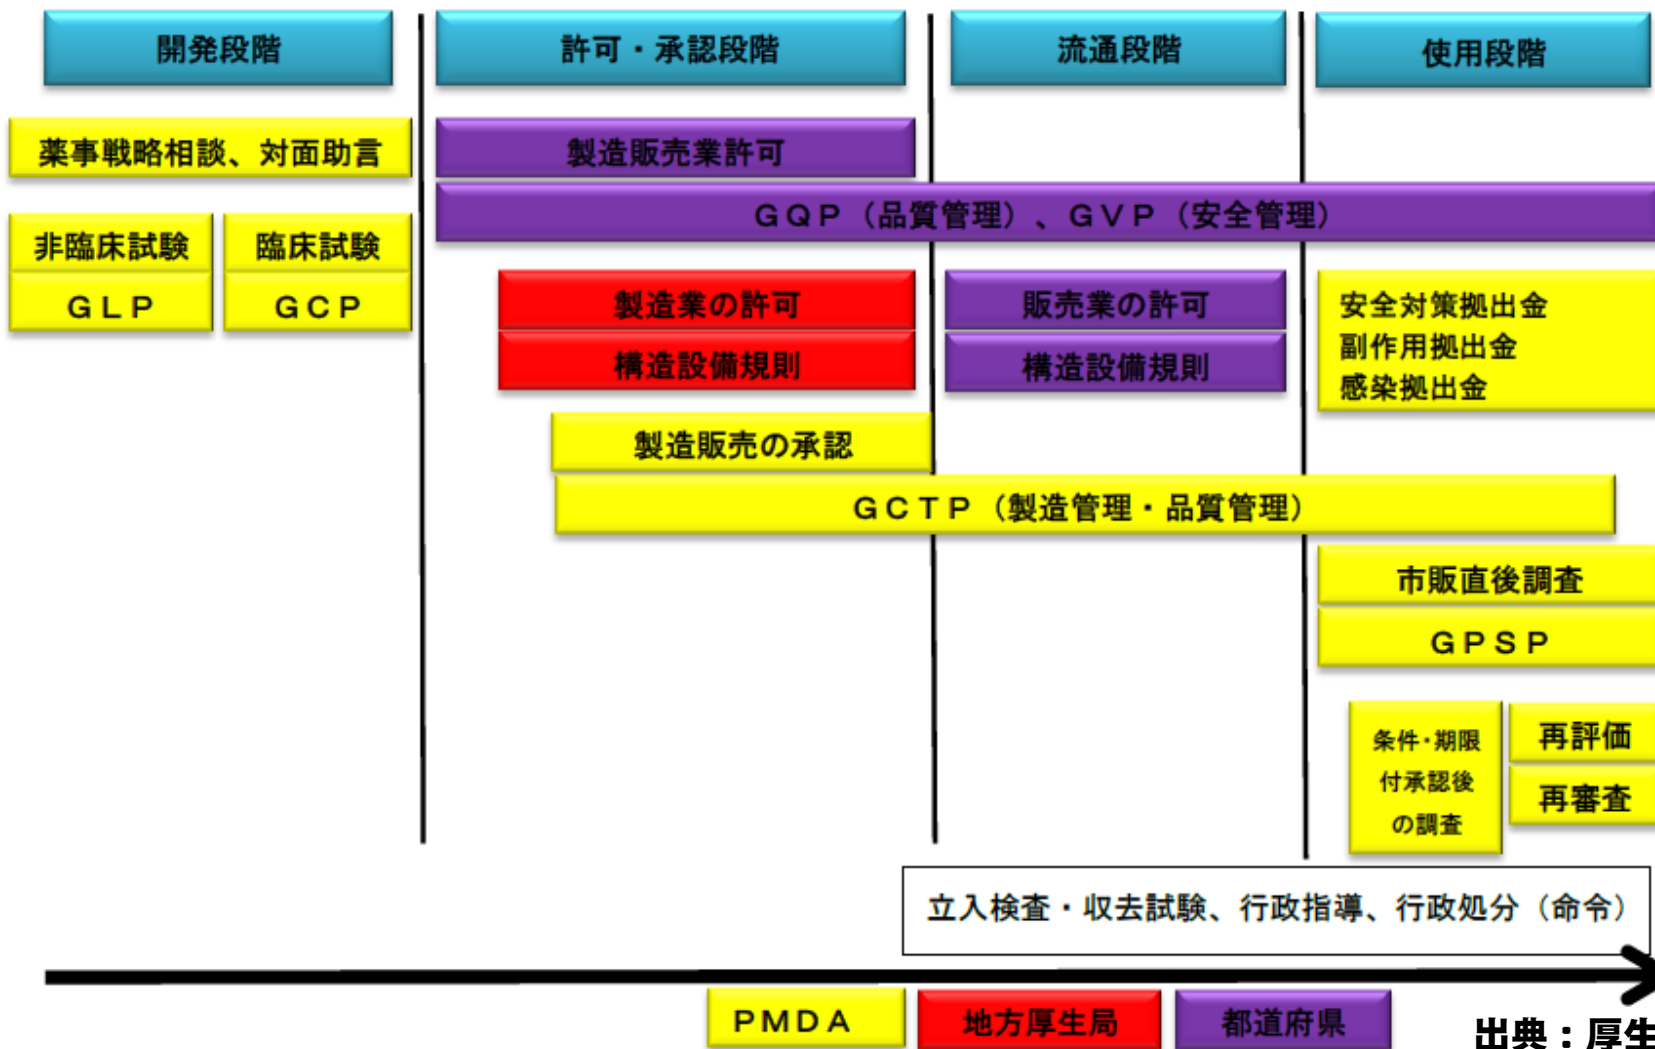 開発段階
許可・承認段階
流通段階
使用段階
薬事戦略相談、対面助言
製造販売業許可
GQP（品質管理）、GVP（安全管理）
非臨床試験
臨床試験
GLP
GCP
製造業の許可
構造設備規則
販売業の許可
構造設備規則
安全対策拠出金
副作用拠出金
感染拠出金
製造販売の承認
GCTP（製造管理・品質管理）
市販直後調査
GPSP
条件・期限
付承認後
の調査
再評価
再審査
立入検査・収去試験、行政指導、行政処分（命令）
PMDA
地方厚生局
都道府県
出典：厚生